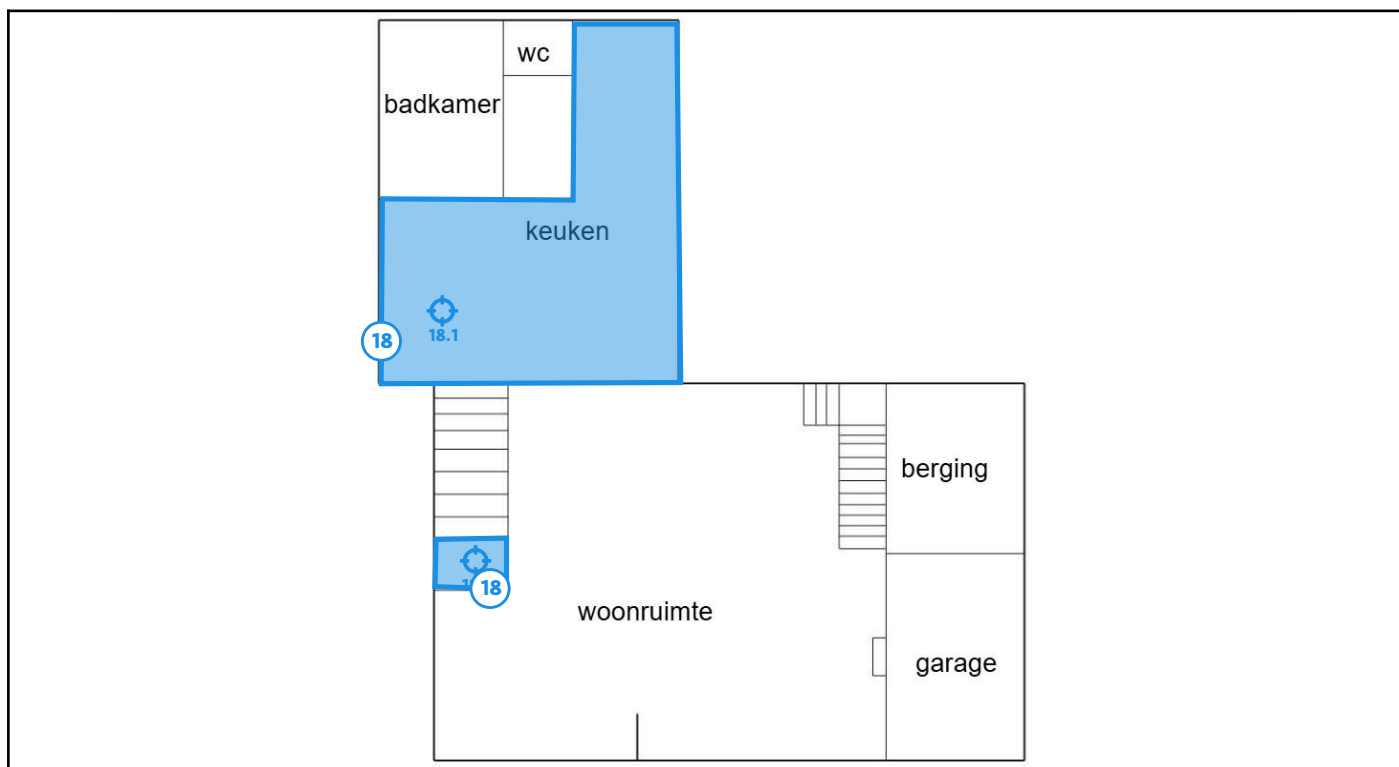 wc
badkamer
keuken
18.1
18
berging
18
woonruimte
garage